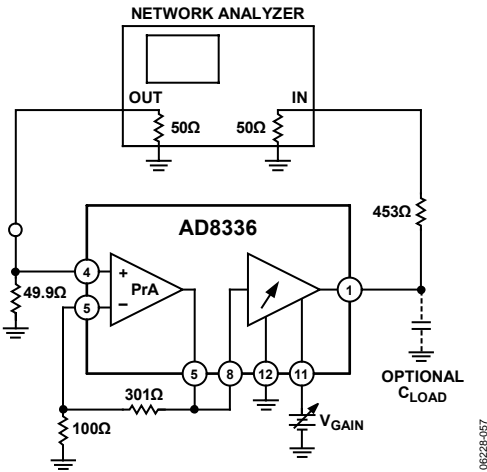 NETWORK ANALYZER
OUT
IN
50Ω
50Ω
453Ω
AD8336
4
+
PrA
1
49.9Ω
5
–
5
8
12
11
OPTIONAL
CLOAD
301Ω
VGAIN
100Ω
06228-057